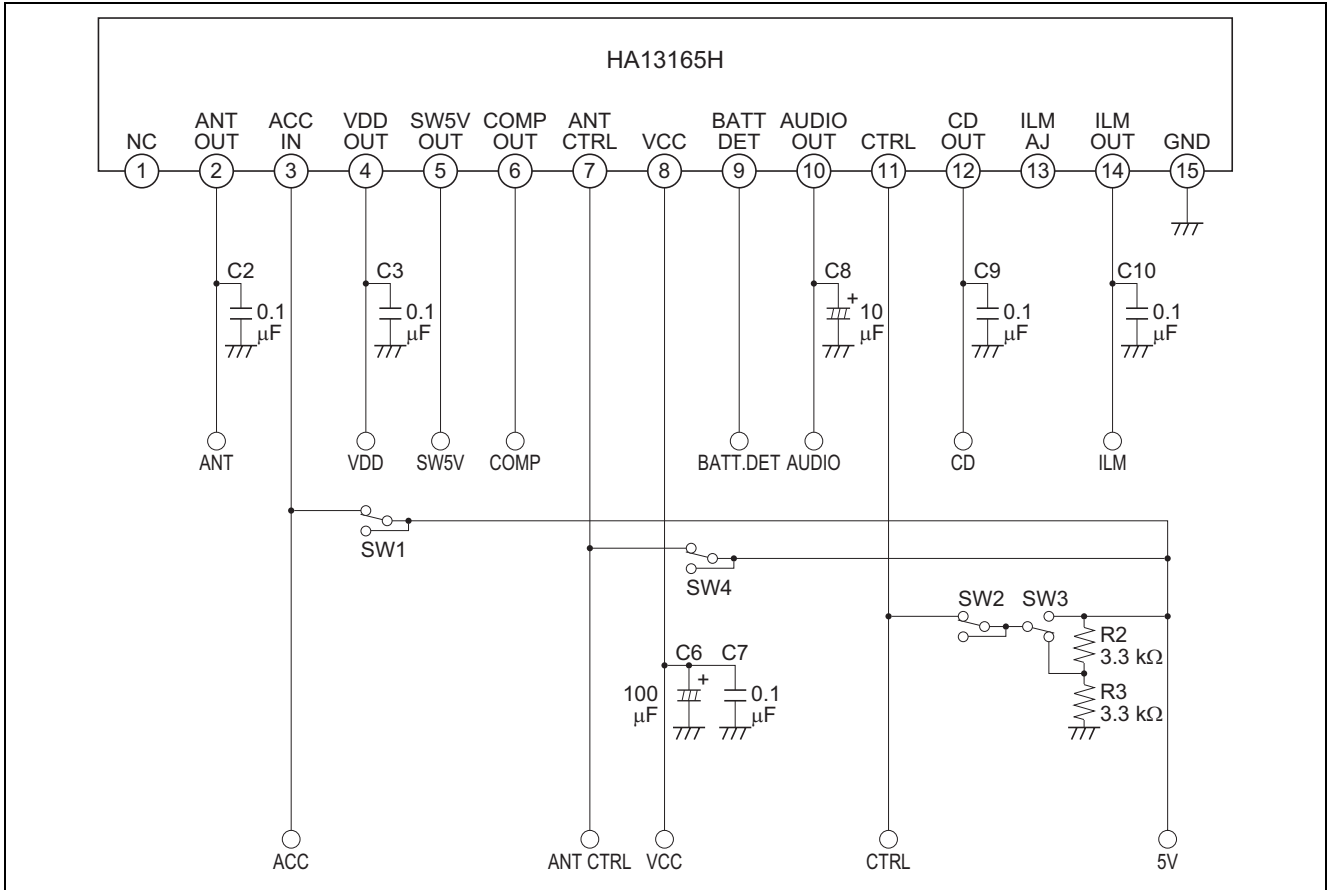 HA13165H
NC
ANT
OUT
ACC
IN
VDD
OUT
SW5V
OUT
COMP
OUT
ANT
CTRL
VCC
BATT
DET
AUDIO
OUT
CTRL
CD
OUT
ILM
AJ
ILM
OUT
GND
1
2
3
4
5
6
7
8
9
10
11
12
13
14
15
C2
0.1
μF
C3
0.1
μF
C8
+
10
μF
C9
0.1
μF
C10
0.1
μF
ANT
VDD
SW5V
COMP
BATT.DET
AUDIO
CD
ILM
SW1
SW4
SW2
SW3
R2
3.3 kΩ
R3
3.3 kΩ
C6
+
100
μF
C7
0.1
μF
ACC
ANT CTRL
VCC
CTRL
5V